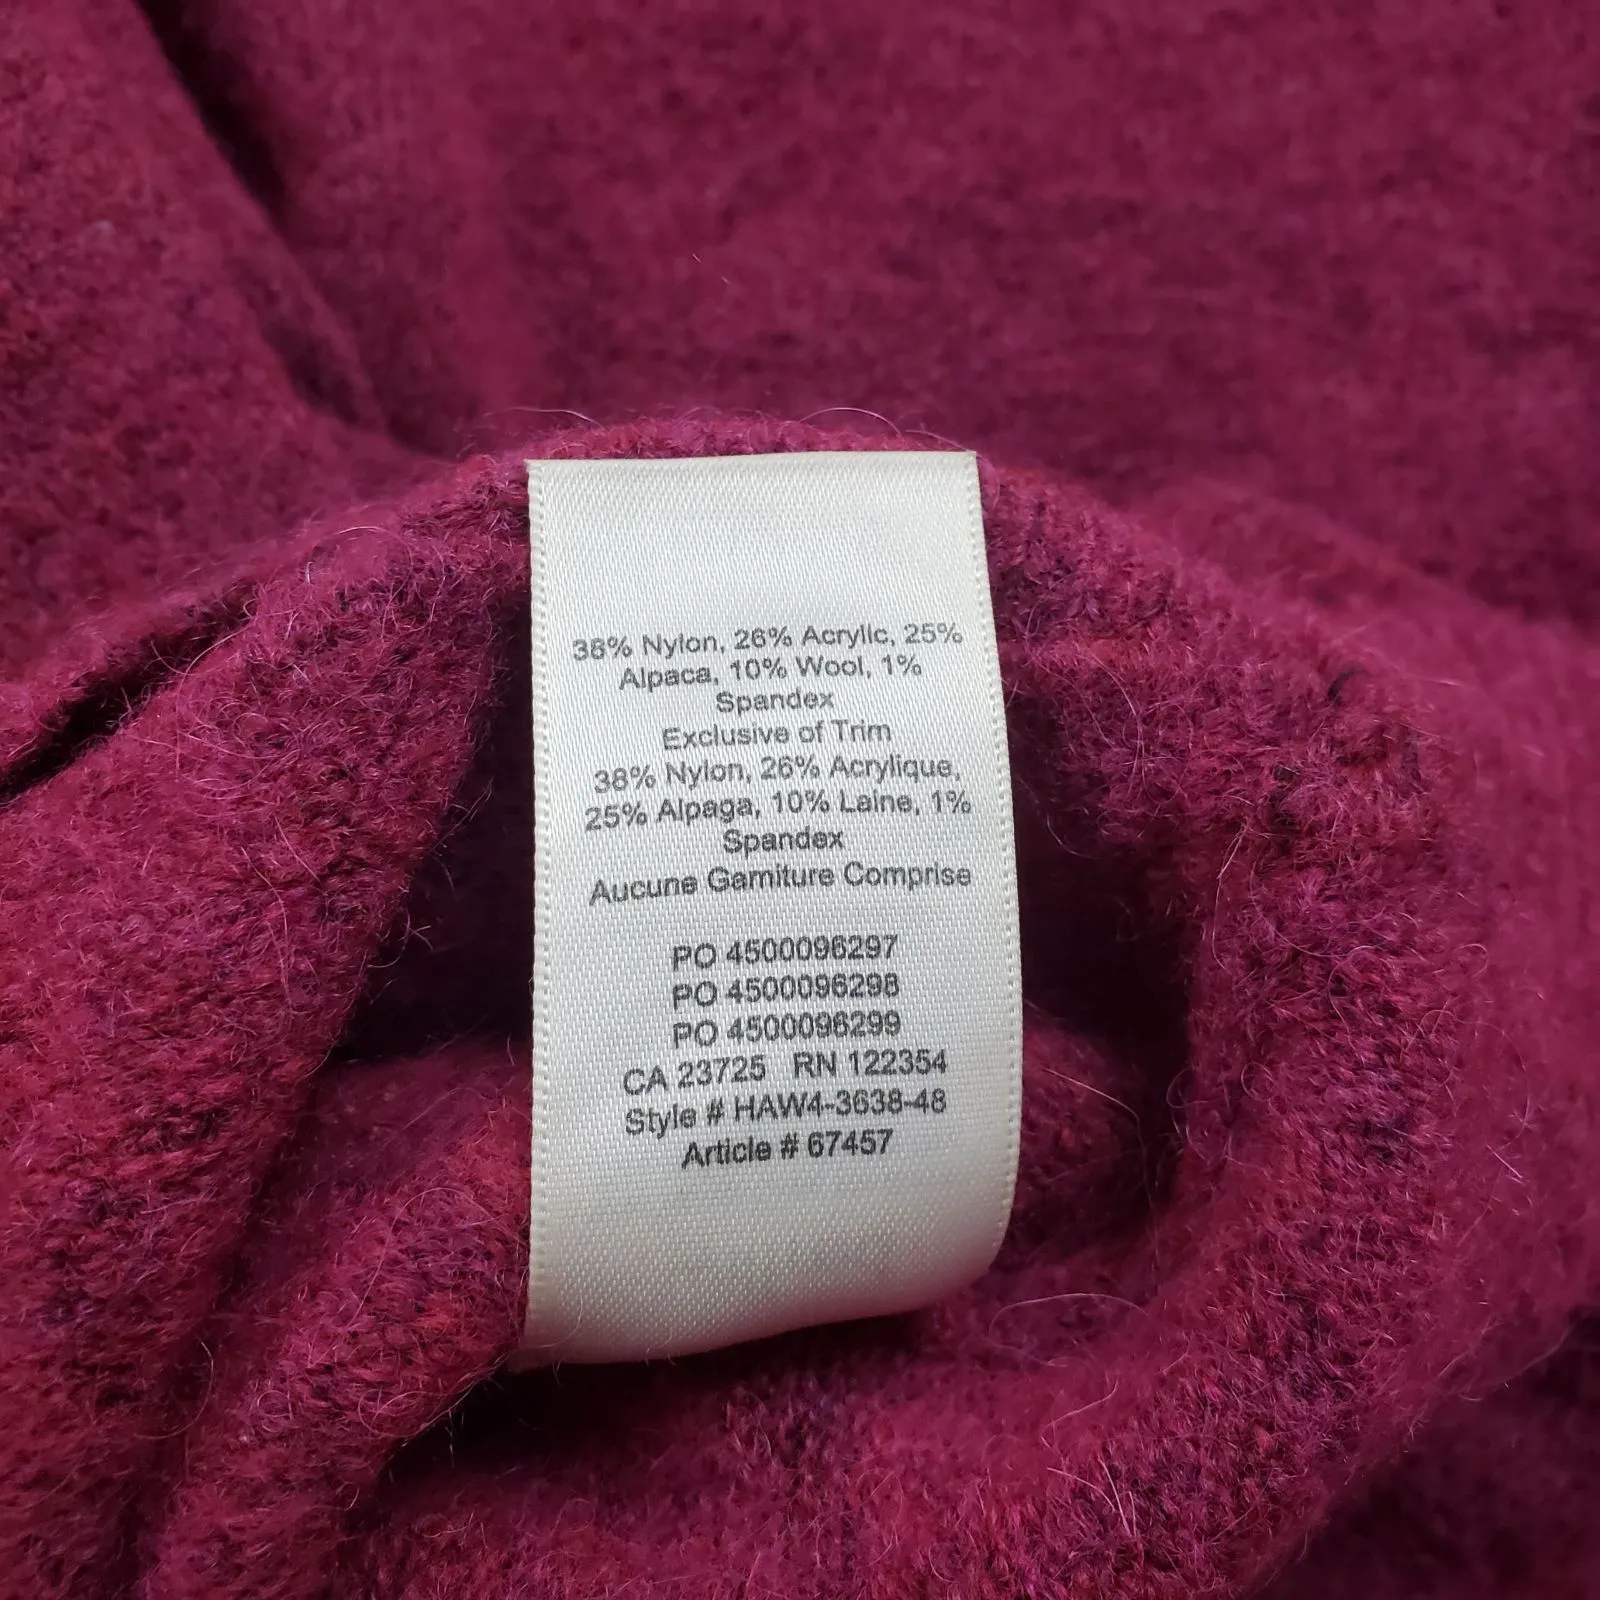 38% Nylon, 26% Acrylic, 25%
Alpaca, 10% Wool, 1%
Spandex
Exclusive of Trim
38% Nylon, 26% Acrylique,
25% Alpaga, 10% Laine, 1%
Spandex
Aucune Garniture Comprise
PO 4500096297
PO 4500096298
PO 4500096299
CA 23725 RN 122354
Style # HAW4-3638-48
Article # 67457